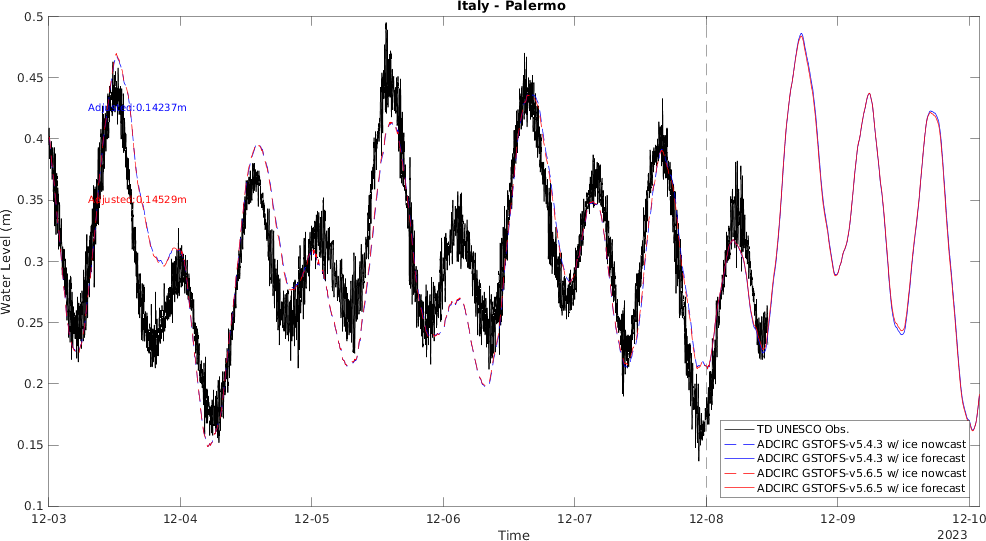 Italy - Palermo
0.5
0.45
0.4
0.35
0.3
0.25
0.2
0.15
0.1
Water Level (m)
Adjusted:0.14237m
Adjusted:0.14529m
TD UNESCO Obs.
ADCIRC GSTOFS-v5.4.3 w/ ice nowcast
ADCIRC GSTOFS-v5.4.3 w/ ice forecast
ADCIRC GSTOFS-v5.6.5 w/ ice nowcast
ADCIRC GSTOFS-v5.6.5 w/ ice forecast
12-03 12-04 12-05 12-06 12-07 12-08 12-09 12-10
Time
2023